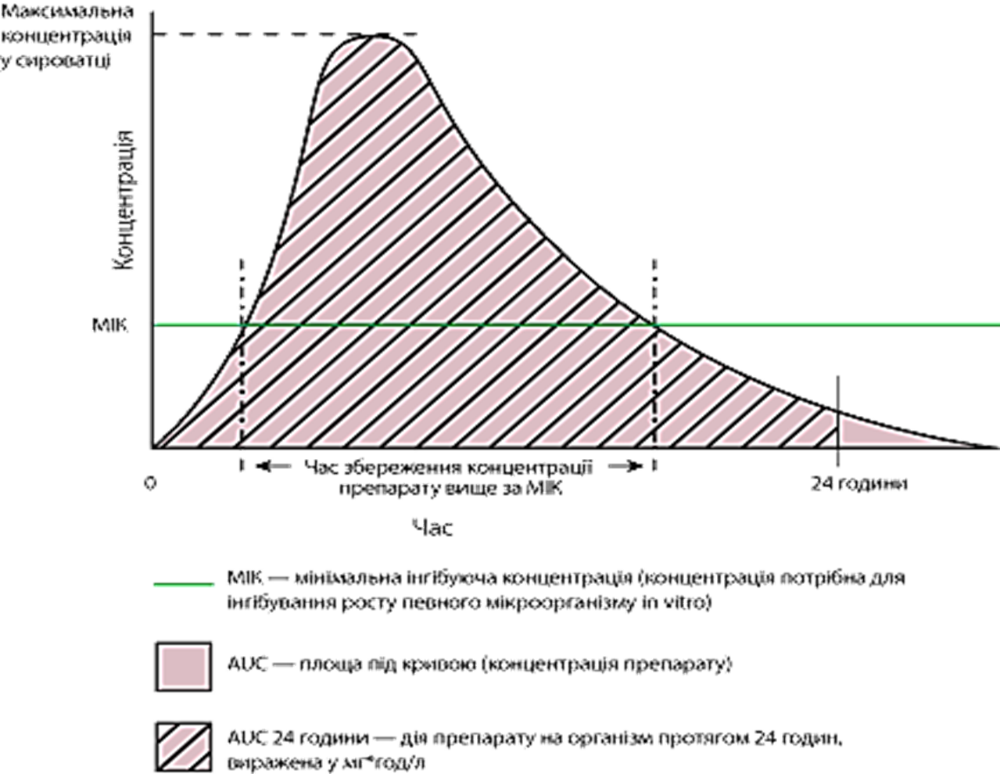 Максимальна
концентрація
у сироватці
Концентрація
МІК
0
Час збереження концентрації
препарату вище за МІК
24 години
Час
МІК — мінімальна інгібуюча концентрація (концентрація потрібна для
інгібування росту певного мікроорганізму in vitro)
AUC — площа під кривою (концентрація препарату)
AUC 24 години — дія препарату на організм протягом 24 годин,
виражена у мг*год/л